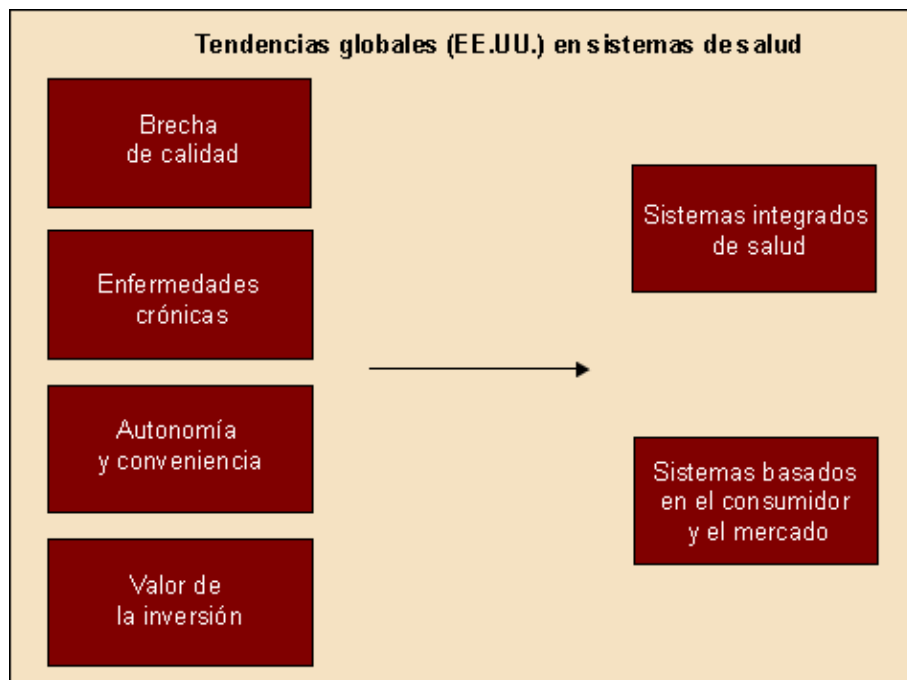 Tendencias globales (EE.UU.) en sistemas de salud
Brecha
de calidad
Enfermedades
crónicas
Autonomía
y conveniencia
Valor de
la inversión
Sistemas integrados
de salud
Sistemas basados
en el consumidor
y el mercado